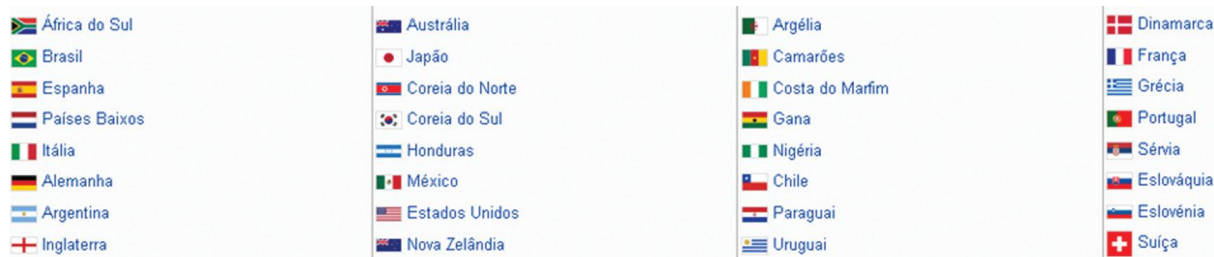 África do Sul
Brasil
Espanha
Países Baixos
Itália
Alemanha
Argentina
Inglaterra
Austrália
Japão
Coreia do Norte
Coreia do Sul
Honduras
México
Estados Unidos
Nova Zelândia
Argélia
Camarões
Costa do Marfim
Gana
Nigéria
Chile
Paraguai
Uruguai
Dinamarca
França
Grécia
Portugal
Sérvia
Eslováquia
Eslovénia
Suíça